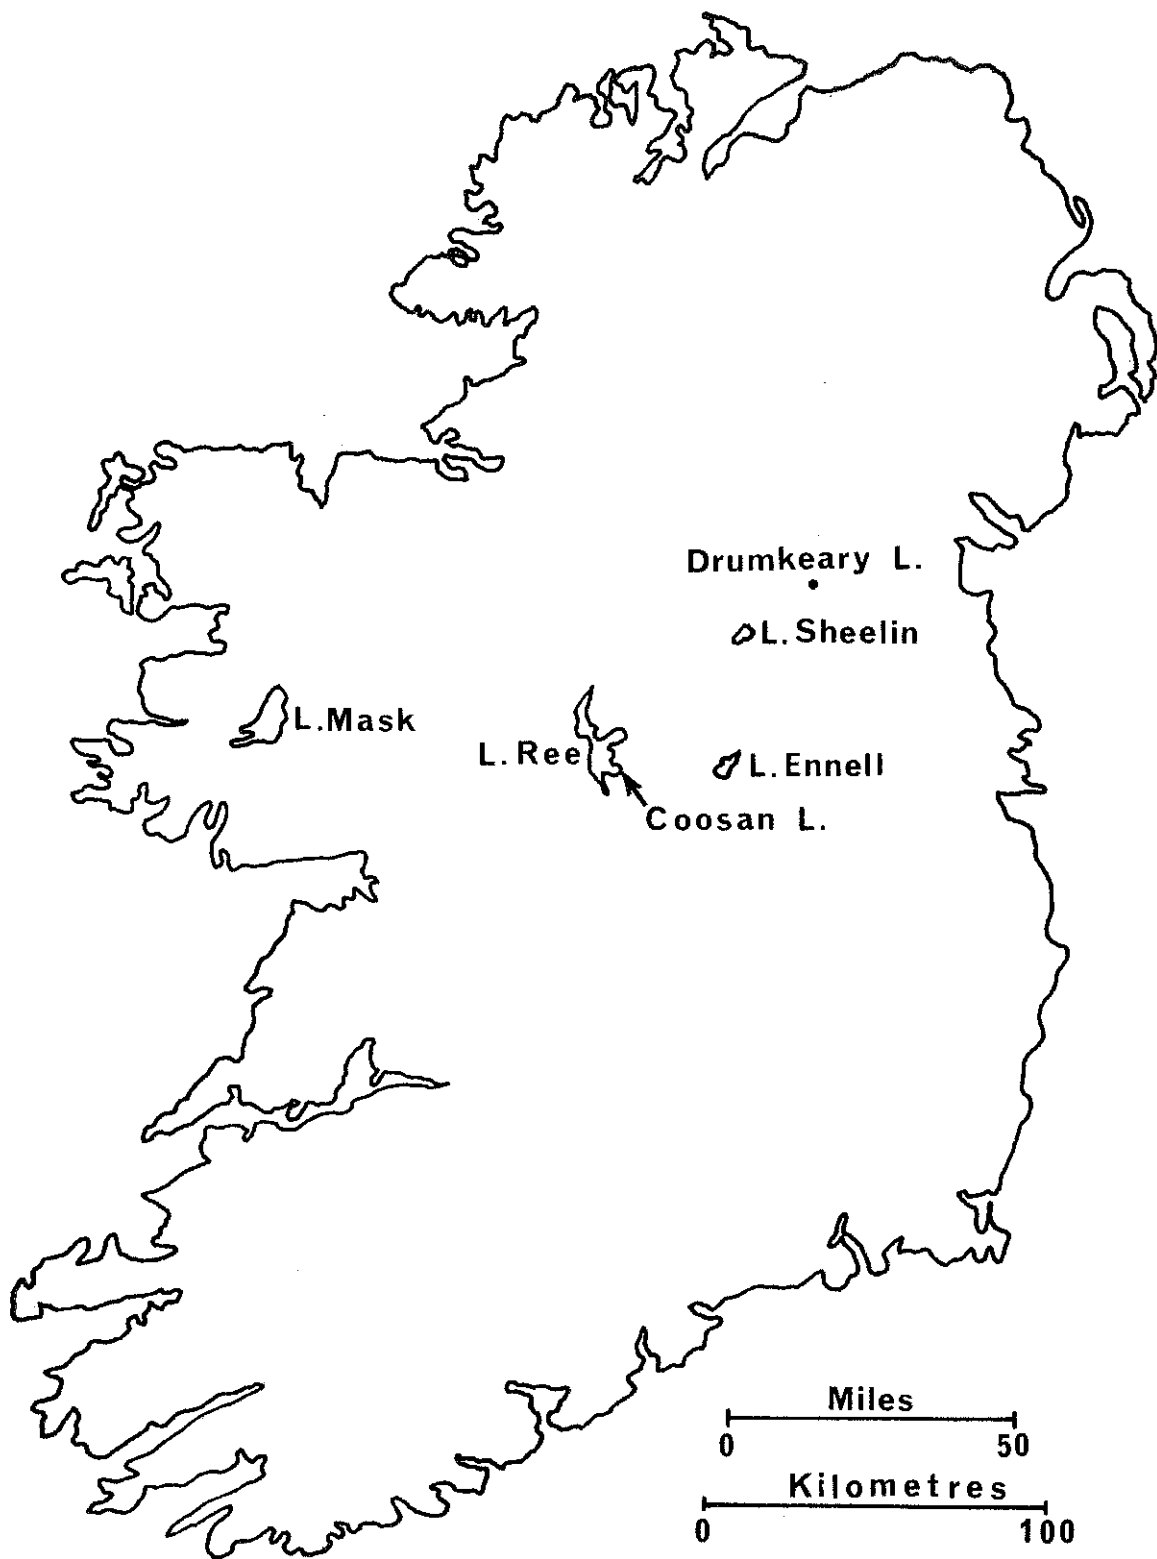 Drumkeary L.
L. Sheelin
L. Mask
L. Ree
L. Ennell
Coosan L.
Miles
0 50
Kilometres
0 100